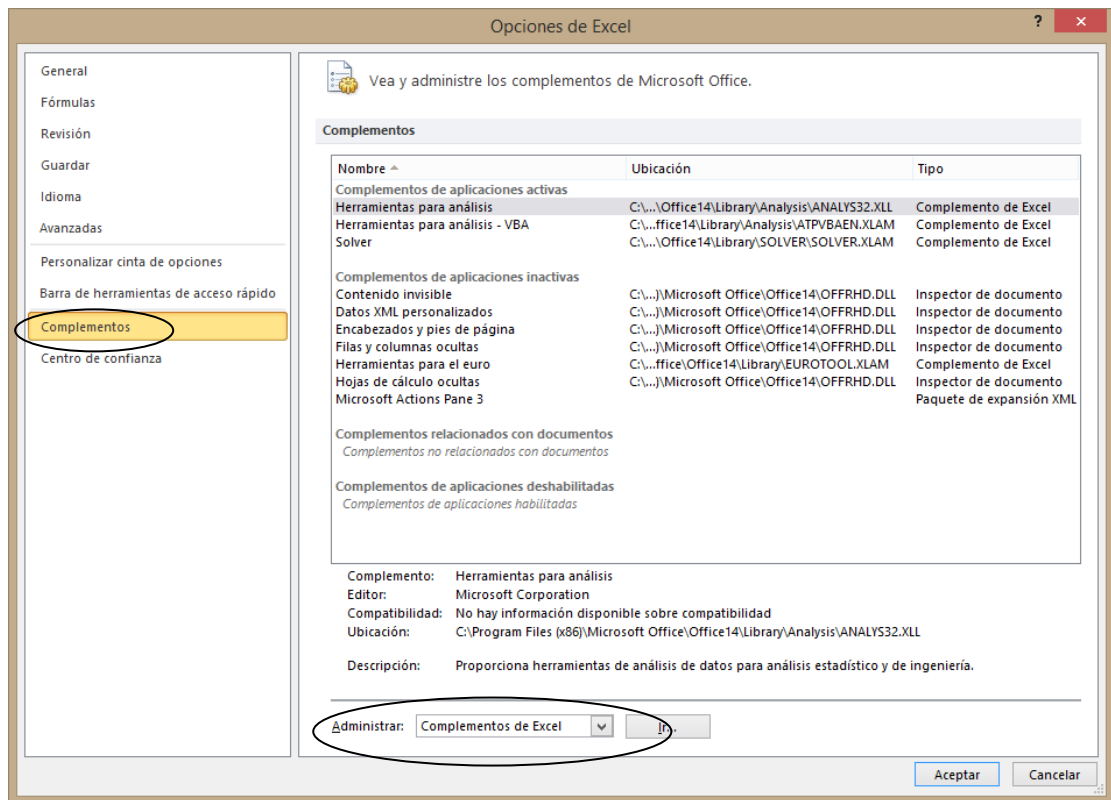 Opciones de Excel
?
×
General
Fórmulas
Revisión
Guardar
Idioma
Avanzadas
Personalizar cinta de opciones
Barra de herramientas de acceso rápido
Complementos
Centro de confianza
Vea y administre los complementos de Microsoft Office.
Complementos
Nombre Ubicación Tipo
Complementos de aplicaciones activas
Herramientas para análisis C:\...\Office14\Library\Analysis\ANALYS32.XLL Complemento de Excel
Herramientas para análisis - VBA C:\...ffice14\Library\Analysis\ATPVBAEN.XLAM Complemento de Excel
Solver C:\...\Office14\Library\SOLVER\SOLVER.XLAM Complemento de Excel
Complementos de aplicaciones inactivas
Contenido invisible C:\...)\Microsoft Office\Office14\OFFRHD.DLL Inspector de documento
Datos XML personalizados C:\...)\Microsoft Office\Office14\OFFRHD.DLL Inspector de documento
Encabezados y pies de página C:\...)\Microsoft Office\Office14\OFFRHD.DLL Inspector de documento
Filas y columnas ocultas C:\...)\Microsoft Office\Office14\OFFRHD.DLL Inspector de documento
Herramientas para el euro C:\...ffice\Office14\Library\EUROTOOL.XLAM Complemento de Excel
Hojas de cálculo ocultas C:\...)\Microsoft Office\Office14\OFFRHD.DLL Inspector de documento
Microsoft Actions Pane 3 Paquete de expansión XML
Complementos relacionados con documentos
Complementos no relacionados con documentos
Complementos de aplicaciones deshabilitadas
Complementos de aplicaciones habilitadas
Complemento: Herramientas para análisis
Editor: Microsoft Corporation
Compatibilidad: No hay información disponible sobre compatibilidad
Ubicación: C:\Program Files (x86)\Microsoft Office\Office14\Library\Analysis\ANALYS32.XLL
Descripción: Proporciona herramientas de análisis de datos para análisis estadístico y de ingeniería.
Administrar: Complementos de Excel Ir...
Aceptar Cancelar